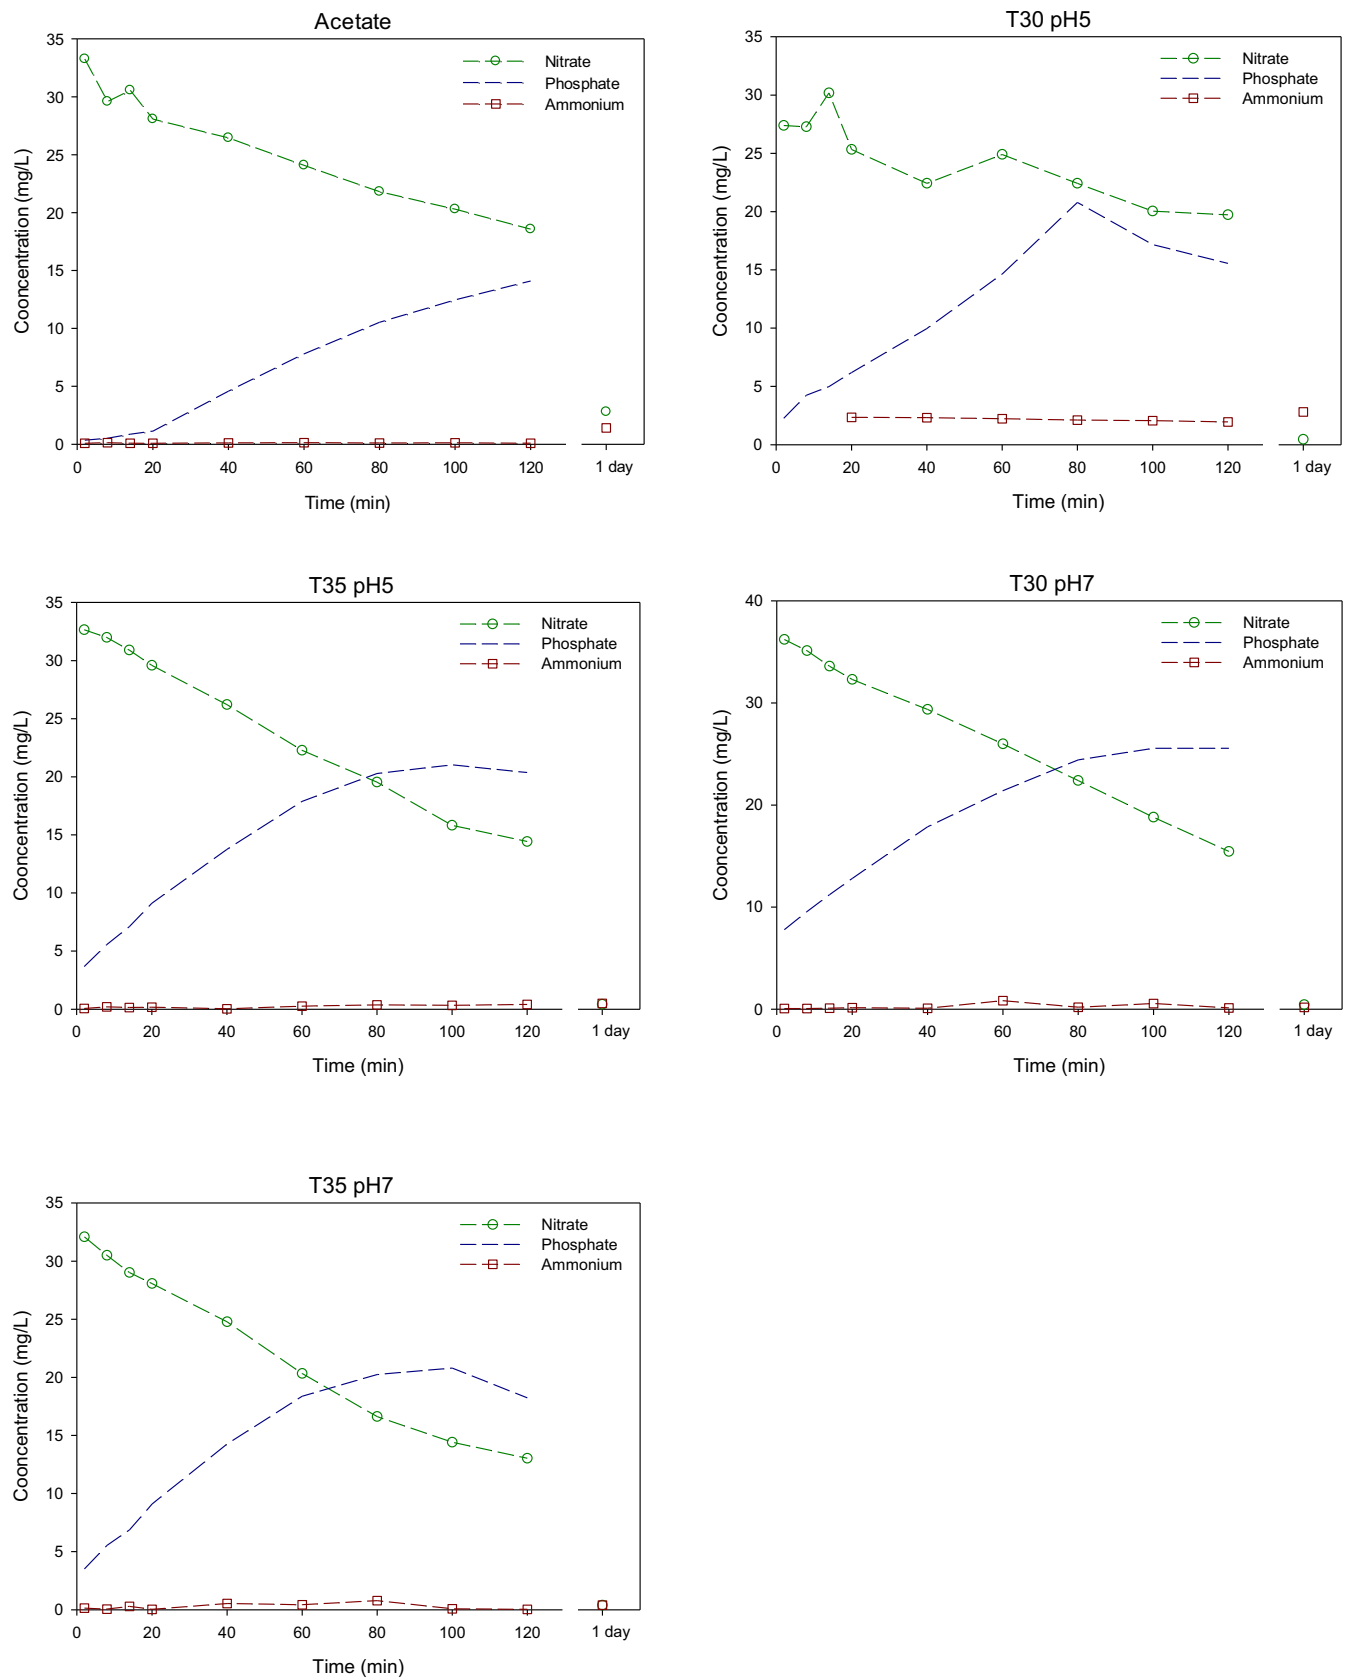 Acetate
35
30
25
20
15
10
5
0
Cooncentration (mg/L)
Nitrate
Phosphate
Ammonium
0 20 40 60 80 100 120 1 day
Time (min)
T30 pH5
35
30
25
20
15
10
5
0
Cooncentration (mg/L)
Nitrate
Phosphate
Ammonium
0 20 40 60 80 100 120 1 day
Time (min)
T35 pH5
35
30
25
20
15
10
5
0
Cooncentration (mg/L)
Nitrate
Phosphate
Ammonium
0 20 40 60 80 100 120 1 day
Time (min)
T30 pH7
40
30
20
10
0
Cooncentration (mg/L)
Nitrate
Phosphate
Ammonium
0 20 40 60 80 100 120 1 day
Time (min)
T35 pH7
35
30
25
20
15
10
5
0
Cooncentration (mg/L)
Nitrate
Phosphate
Ammonium
0 20 40 60 80 100 120 1 day
Time (min)